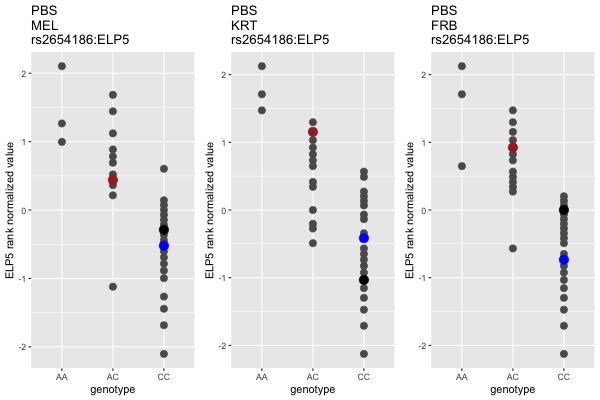 PBS
MEL
rs2654186:ELP5
ELP5 rank normalized value
2
1
0
-1
-2
AA AC CC
genotype
PBS
KRT
rs2654186:ELP5
ELP5 rank normalized value
2
1
0
-1
-2
AA AC CC
genotype
PBS
FRB
rs2654186:ELP5
ELP5 rank normalized value
2
1
0
-1
-2
AA AC CC
genotype